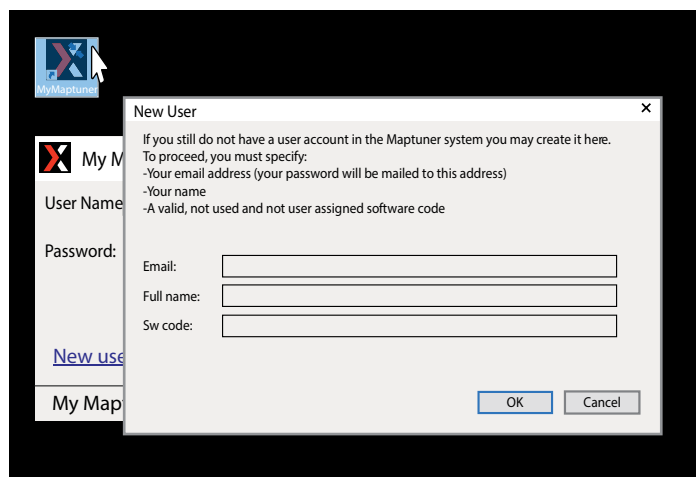 MyMaptuner
New User
If you still do not have a user account in the Maptuner system you may create it here.
To proceed, you must specify:
-Your email address (your password will be mailed to this address)
-Your name
-A valid, not used and not user assigned software code
Email:
Full name:
Sw code:
OK
Cancel
My M
User Name
Password:
New use
My Map